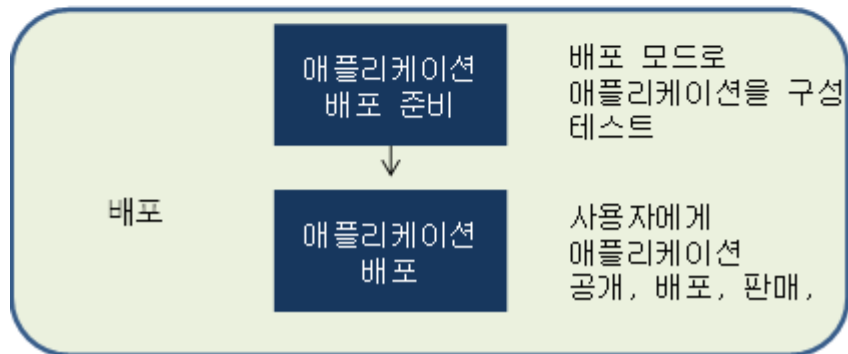 애플리케이션
배포 준비
배포 모드로
애플리케이션을 구성
테스트
배포
애플리케이션
배포
사용자에게
애플리케이션
공개, 배포, 판매,